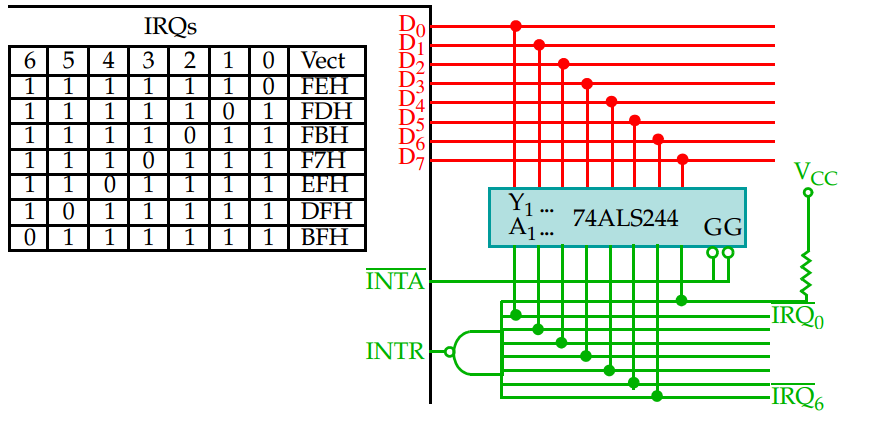 IRQs
6 5 4 3 2 1 0 Vect
1 1 1 1 1 1 0 FEH
1 1 1 1 1 0 1 FDH
1 1 1 1 0 1 1 FBH
1 1 1 0 1 1 1 F7H
1 1 0 1 1 1 1 EFH
1 0 1 1 1 1 1 DFH
0 1 1 1 1 1 1 BFH
D0
D1
D2
D3
D4
D5
D6
D7
VCC
Y1 ...
A1 ...
74ALS244
GG
INTA
IRQ0
INTR
IRQ6